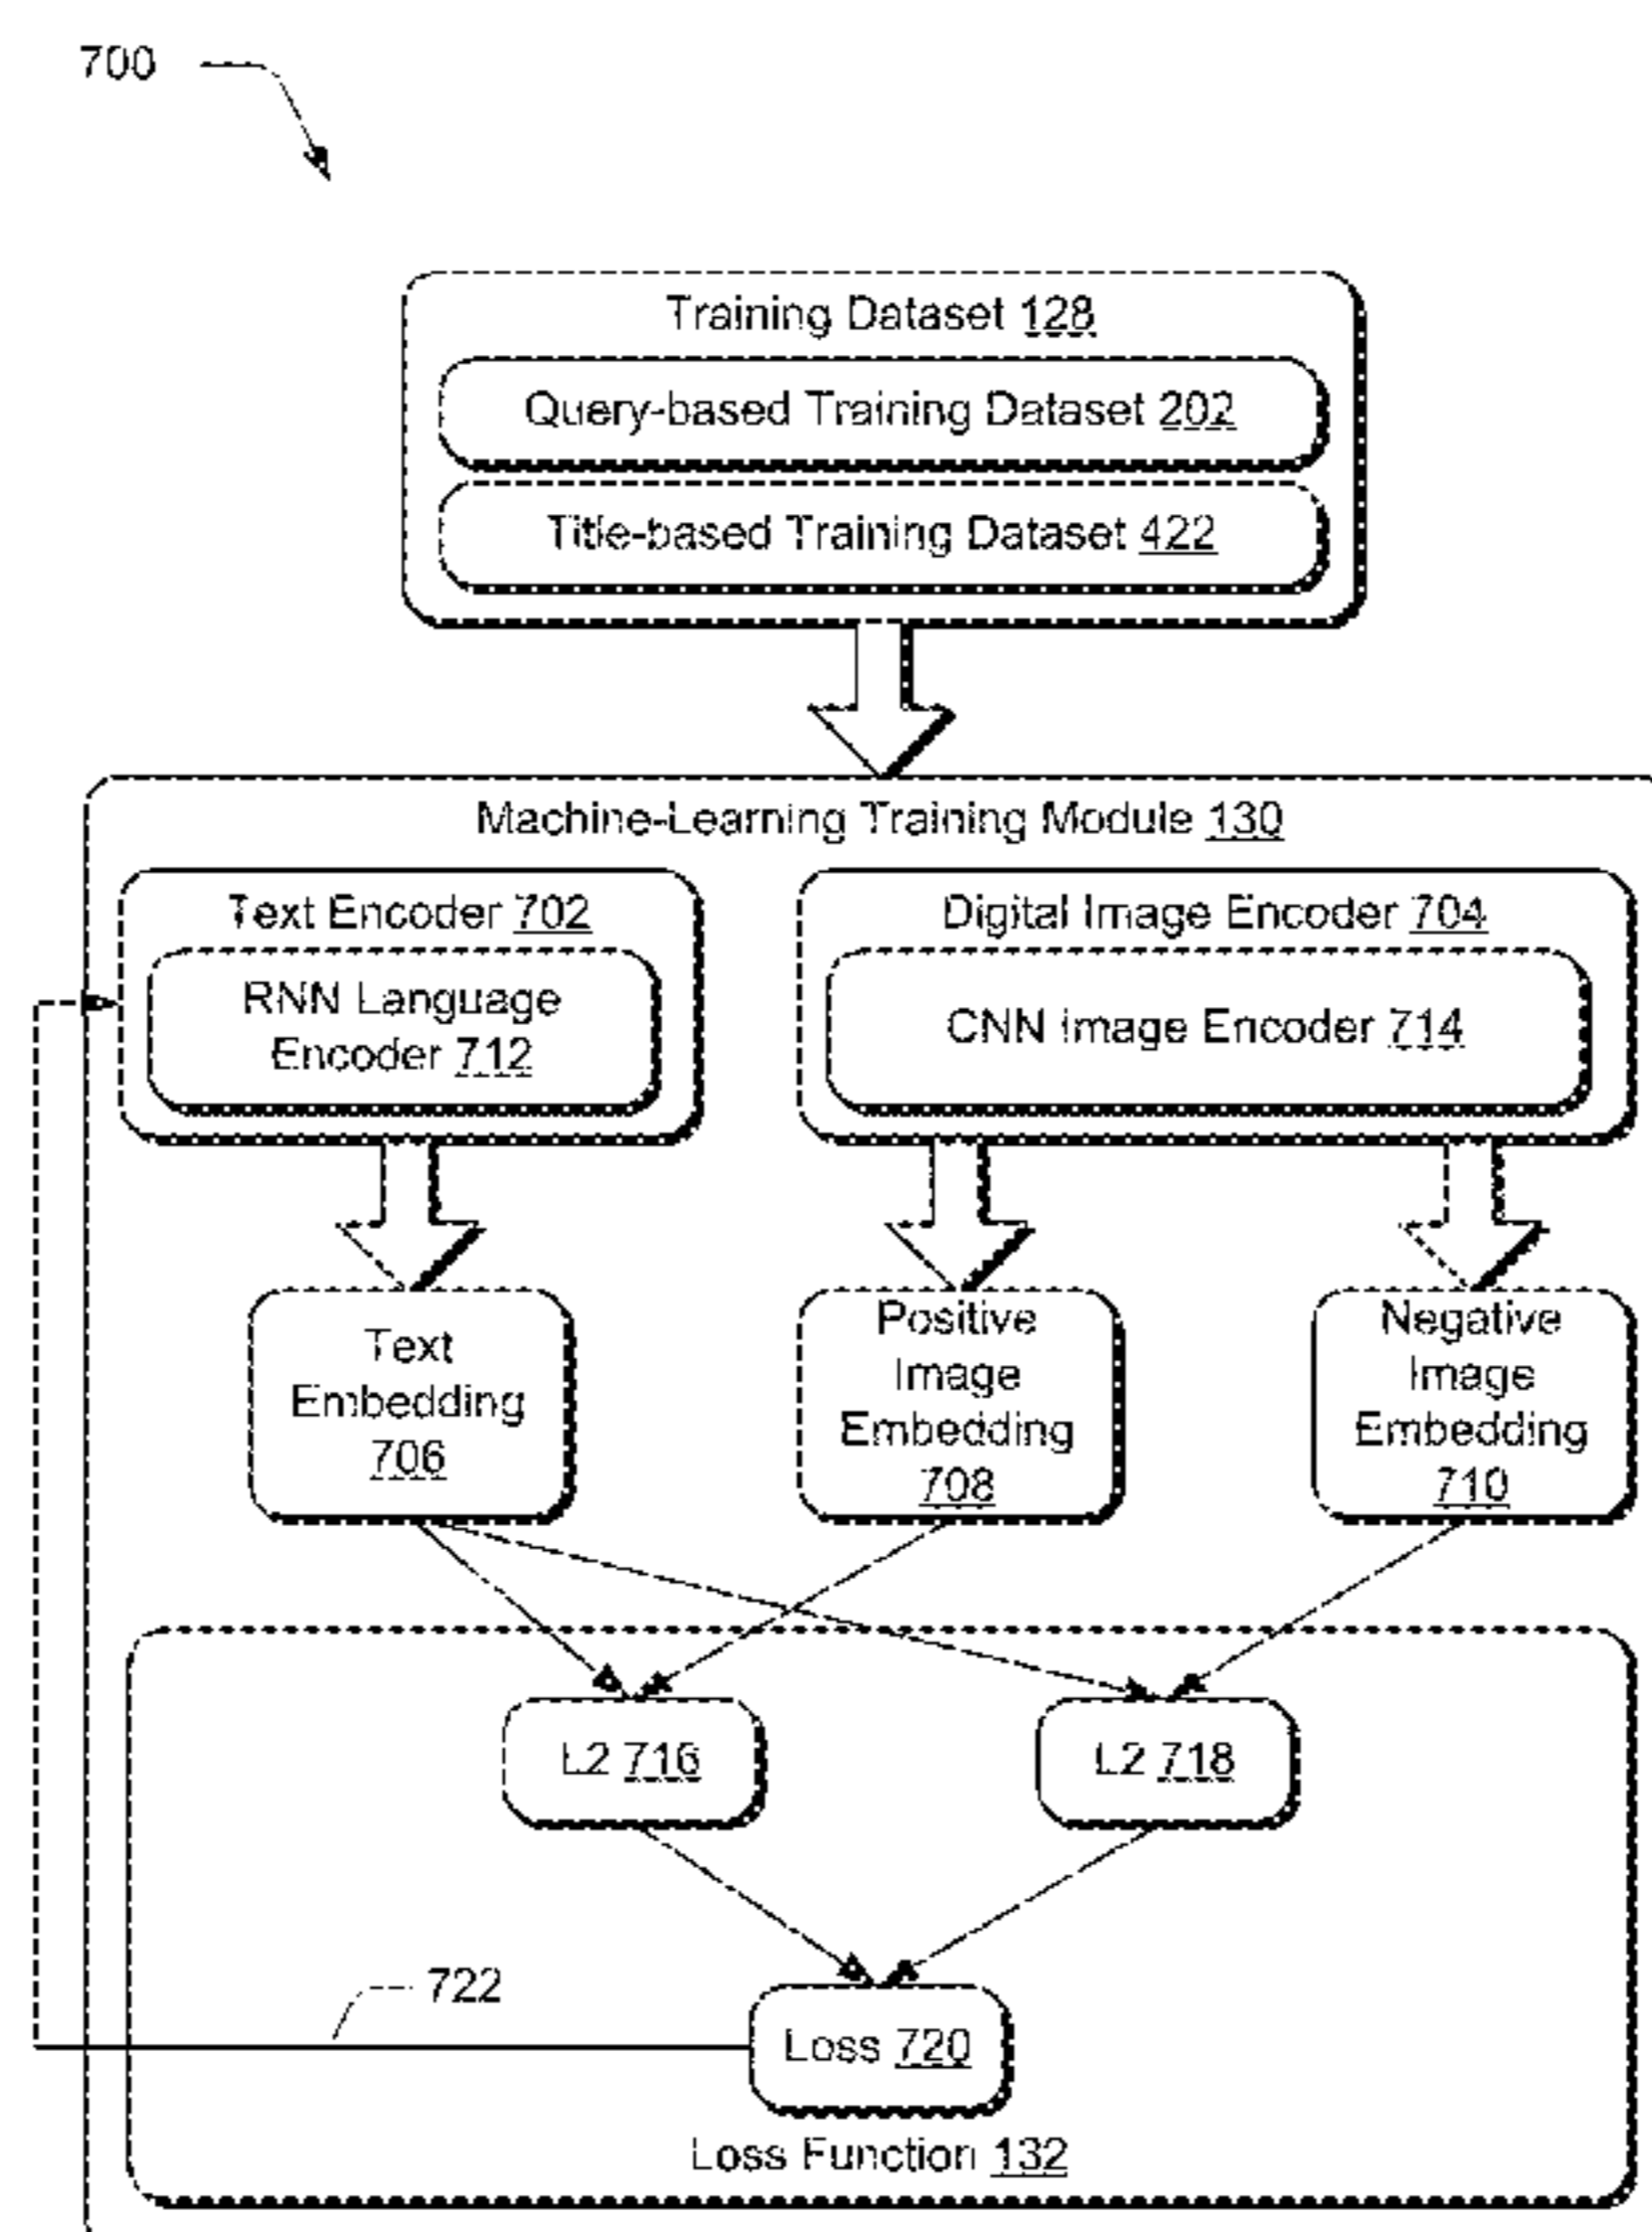 700
Training Dataset 128
Query-based Training Dataset 202
Title-based Training Dataset 422
Machine-Learning Training Module 130
Text Encoder 702
RNN Language
Encoder 712
Digital Image Encoder 704
CNN Image Encoder 714
Text
Embedding
706
Positive
Image
Embedding
708
Negative
Image
Embedding
710
L2 716
L2 718
722
Loss 720
Loss Function 132